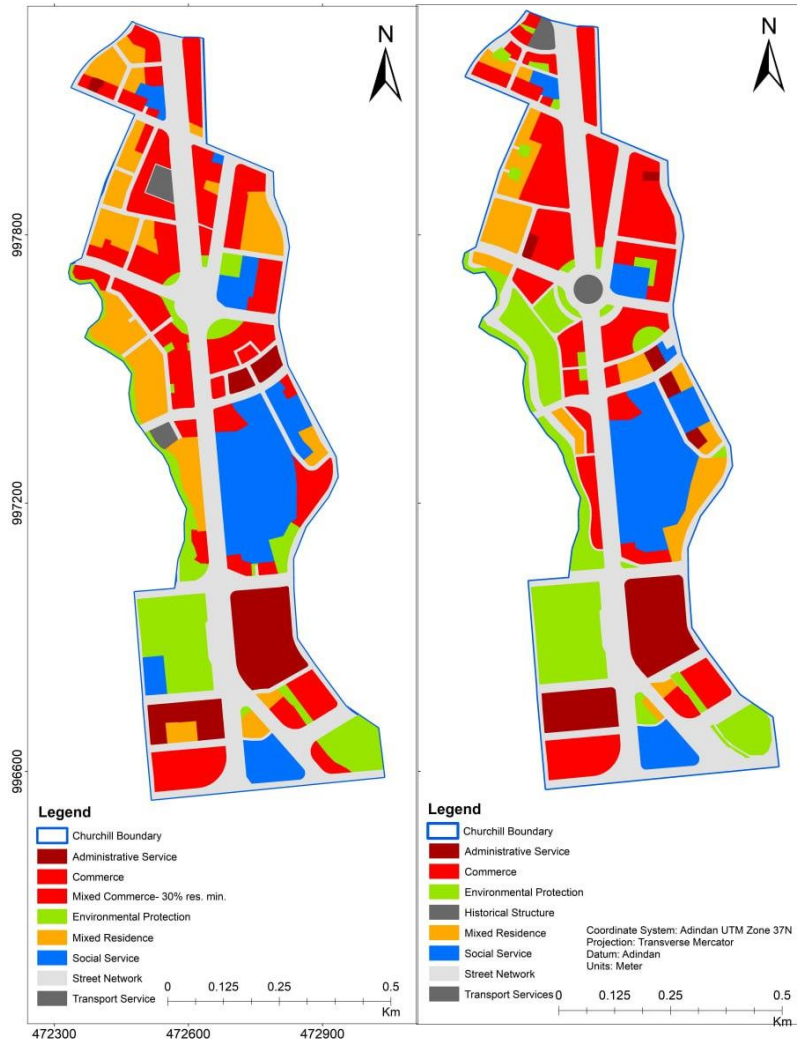 N
997800
997200
996600
Legend
Churchill Boundary
Administrative Service
Commerce
Mixed Commerce- 30% res. min.
Environmental Protection
Mixed Residence
Social Service
Street Network
Transport Service
0 0.125 0.25 0.5
Km
472300 472600 472900
N
Legend
Churchill Boundary
Administrative Service
Commerce
Environmental Protection
Historical Structure
Mixed Residence
Social Service
Street Network
Transport Services
Coordinate System: Adindan UTM Zone 37N
Projection: Transverse Mercator
Datum: Adindan
Units: Meter
0 0.125 0.25 0.5
Km